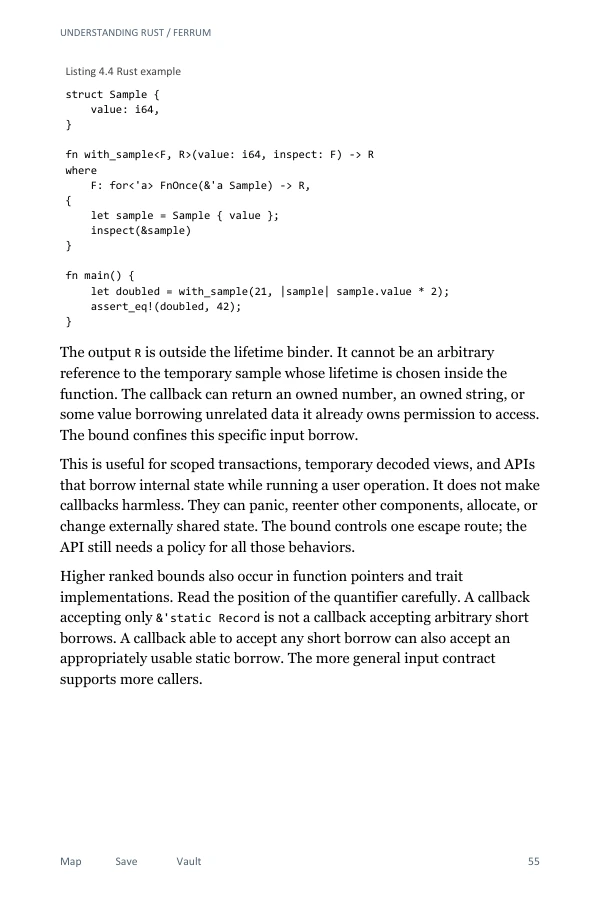 UNDERSTANDING RUST / FERRUM
Listing 4.4 Rust example
struct Sample {
    value: i64,
}
fn with_sample<F, R>(value: i64, inspect: F) -> R
where
    F: for<'a> FnOnce(&'a Sample) -> R,
{
    let sample = Sample { value };
    inspect(&sample)
}
fn main() {
    let doubled = with_sample(21, |sample| sample.value * 2);
    assert_eq!(doubled, 42);
}
The output R is outside the lifetime binder. It cannot be an arbitrary
reference to the temporary sample whose lifetime is chosen inside the
function. The callback can return an owned number, an owned string, or
some value borrowing unrelated data it already owns permission to access.
The bound confines this specific input borrow.
This is useful for scoped transactions, temporary decoded views, and APIs
that borrow internal state while running a user operation. It does not make
callbacks harmless. They can panic, reenter other components, allocate, or
change externally shared state. The bound controls one escape route; the
API still needs a policy for all those behaviors.
Higher ranked bounds also occur in function pointers and trait
implementations. Read the position of the quantifier carefully. A callback
accepting only &'static Record is not a callback accepting arbitrary short
borrows. A callback able to accept any short borrow can also accept an
appropriately usable static borrow. The more general input contract
supports more callers.
Map Save Vault 55